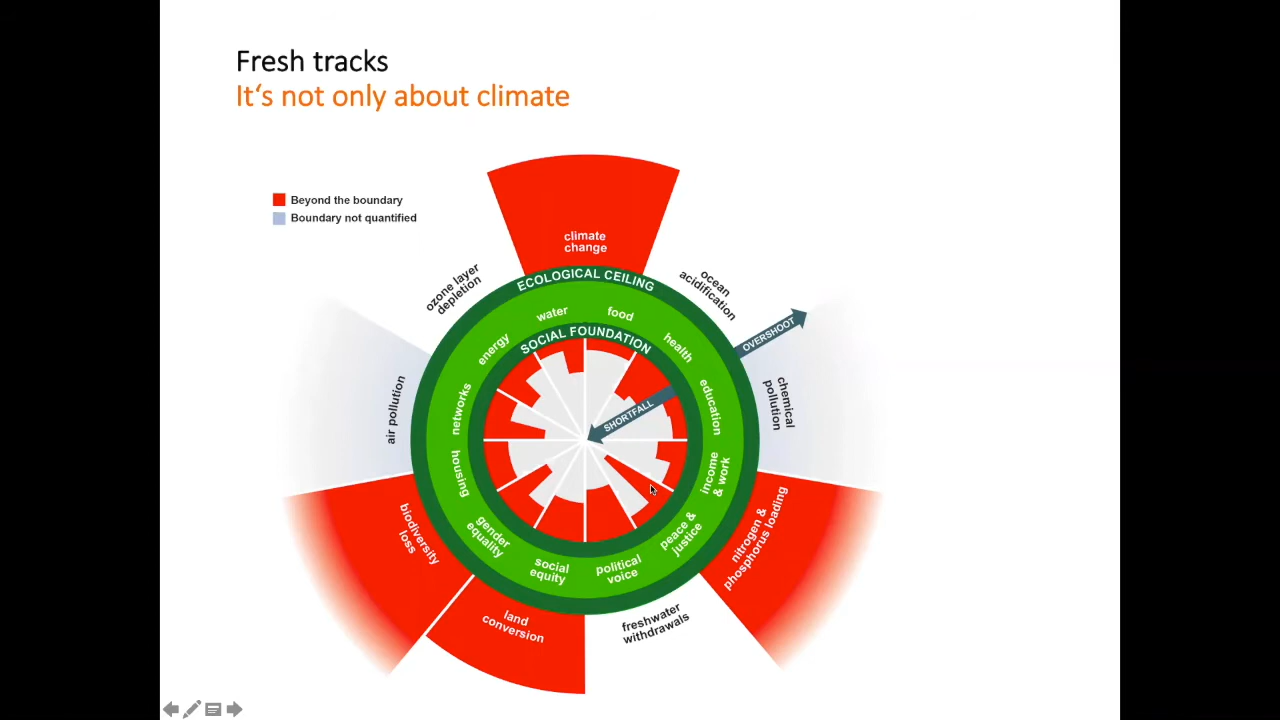 Fresh tracks
It‘s not only about climate
Beyond the boundary
Boundary not quantified
climate
change
ozone layer
depletion
ocean
acidification
ECOLOGICAL CEILING
water
food
energy
health
SOCIAL FOUNDATION
OVERSHOOT
SHORTFALL
air pollution
networks
education
chemical
pollution
housing
income
& work
biodiversity
loss
gender
equality
peace &
justice
nitrogen &
phosphorus loading
social
equity
political
voice
land
conversion
freshwater
withdrawals